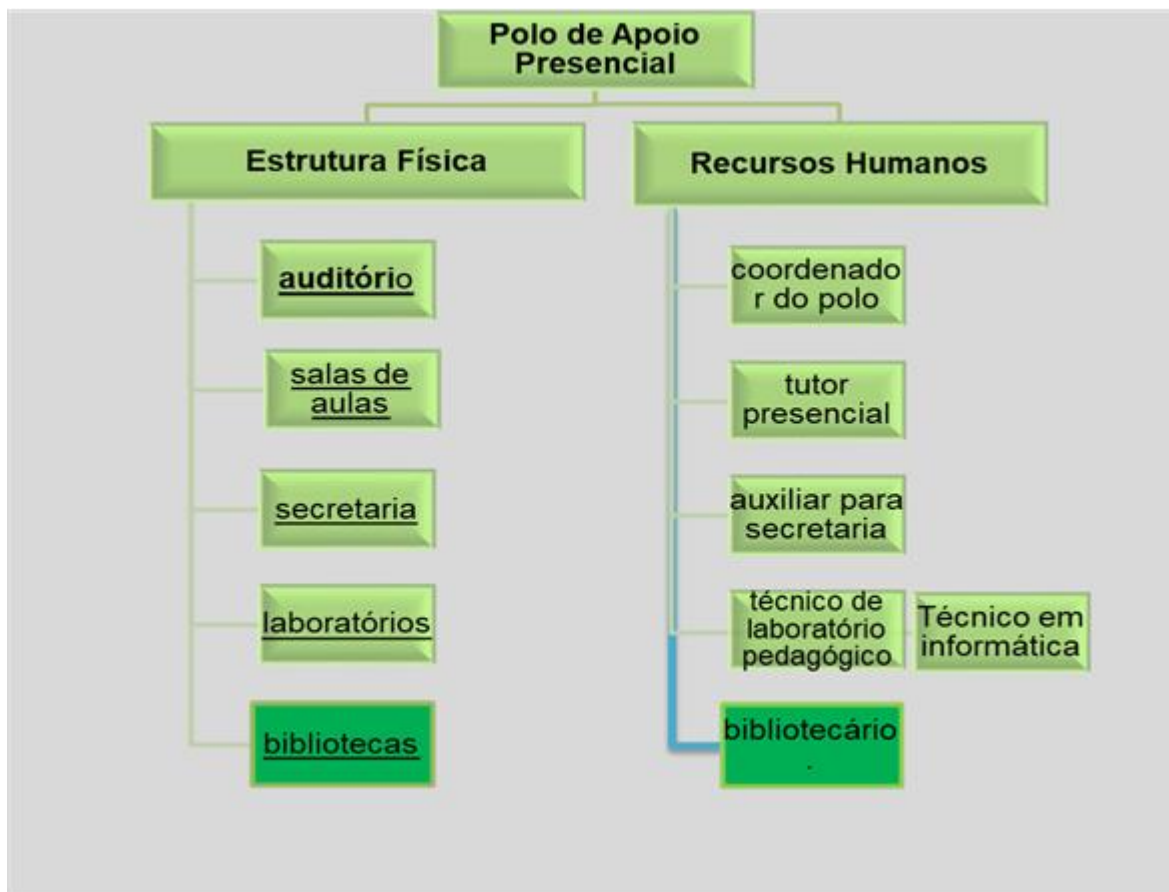 Polo de Apoio
Presencial
Estrutura Física
auditório
salas de
aulas
secretaria
laboratórios
bibliotecas
Recursos Humanos
coordenado
r do polo
tutor
presencial
auxiliar para
secretaria
técnico de
laboratório
pedagógico
Técnico em
informática
bibliotecário
.